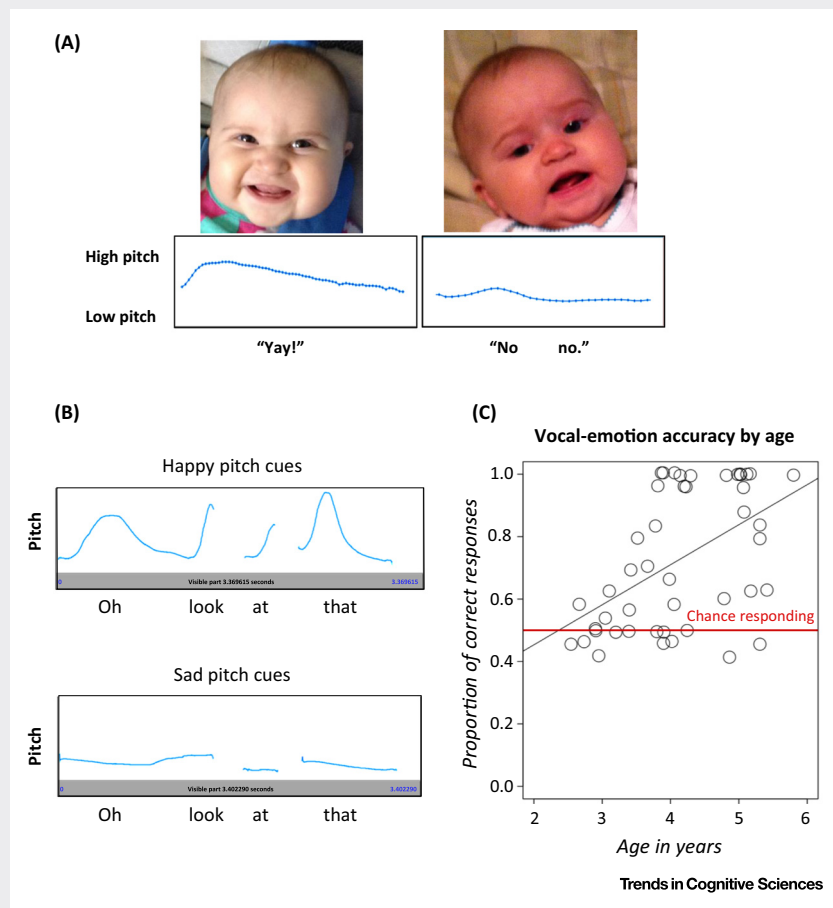 (A)
High pitch
Low pitch
“Yay!”
“No no.”
(B)
Happy pitch cues
Pitch
0 Visible part 3.369615 seconds 3.369615
Oh look at that
Sad pitch cues
Pitch
0 Visible part 3.402290 seconds 3.402290
Oh look at that
(C)
Vocal-emotion accuracy by age
Proportion of correct responses
1.0
0.8
0.6
Chance responding
0.4
0.2
0.0
2 3 4 5 6
Age in years
Trends in Cognitive Sciences